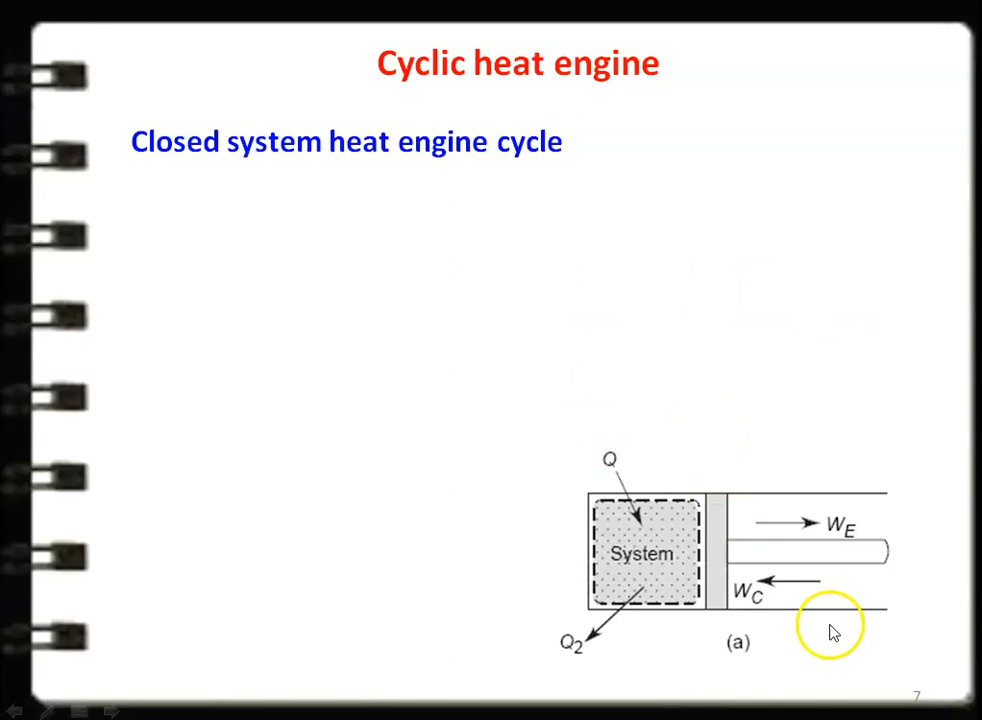 Cyclic heat engine
Closed system heat engine cycle
Q
System
W_E
W_C
Q_2
(a)
7